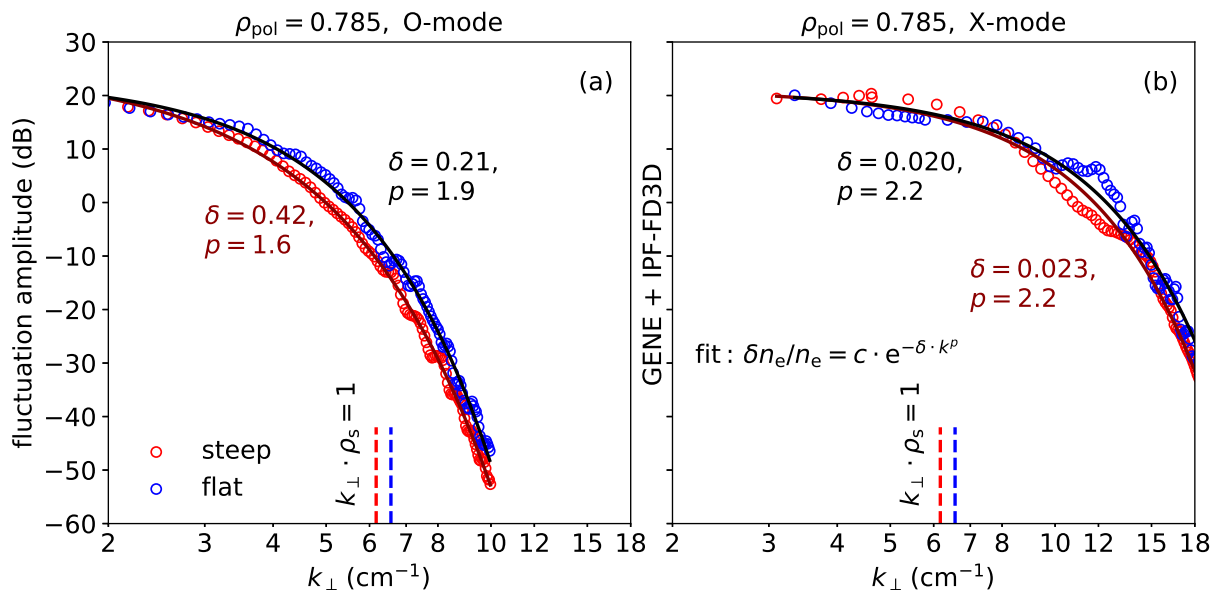 ρpol = 0.785, O-mode
ρpol = 0.785, X-mode
30
20
10
0
−10
−20
−30
−40
−50
−60
fluctuation amplitude (dB)
(a)
δ = 0.21,
p = 1.9
δ = 0.42,
p = 1.6
k⊥ · ρs = 1
steep
flat
2
3
4
5
6
7
8
10
12
15
18
k⊥ (cm⁻¹)
GENE + IPF-FD3D
(b)
δ = 0.020,
p = 2.2
δ = 0.023,
p = 2.2
fit : δne/ne = c · e^−δ · k^p
k⊥ · ρs = 1
2
3
4
5
6
7
8
10
12
15
18
k⊥ (cm⁻¹)